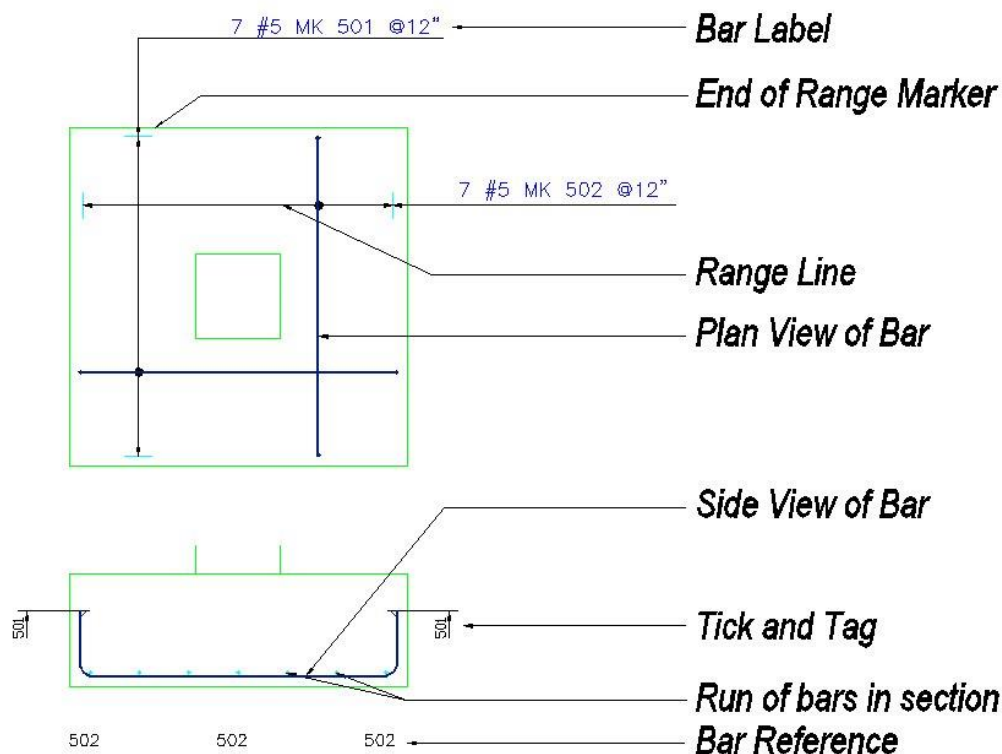 7 #5 MK 501 @12"
Bar Label
End of Range Marker
7 #5 MK 502 @12"
Range Line
Plan View of Bar
Side View of Bar
501
501
Tick and Tag
Run of bars in section
502 502 502
Bar Reference